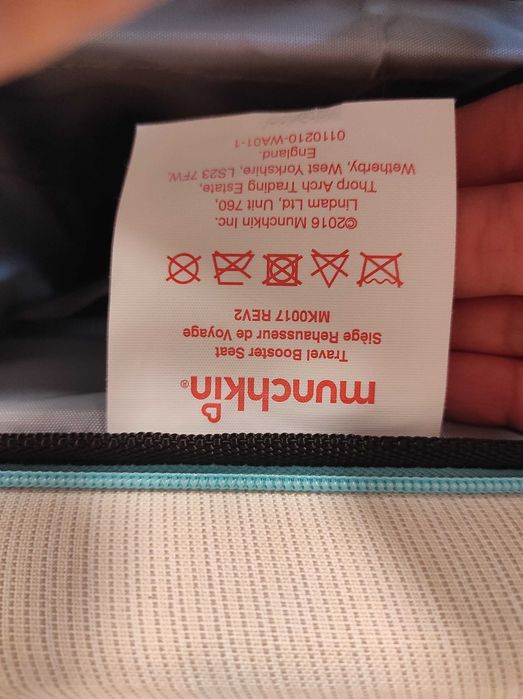 munchkin®
Travel Booster Seat
Siège Rehausseur de Voyage
MK0017 REV2
©2016 Munchkin Inc.
Lindam Ltd, Unit 760,
Thorp Arch Trading Estate,
Wetherby, West Yorkshire, LS23 7FW,
England.
0110210-WA01-1